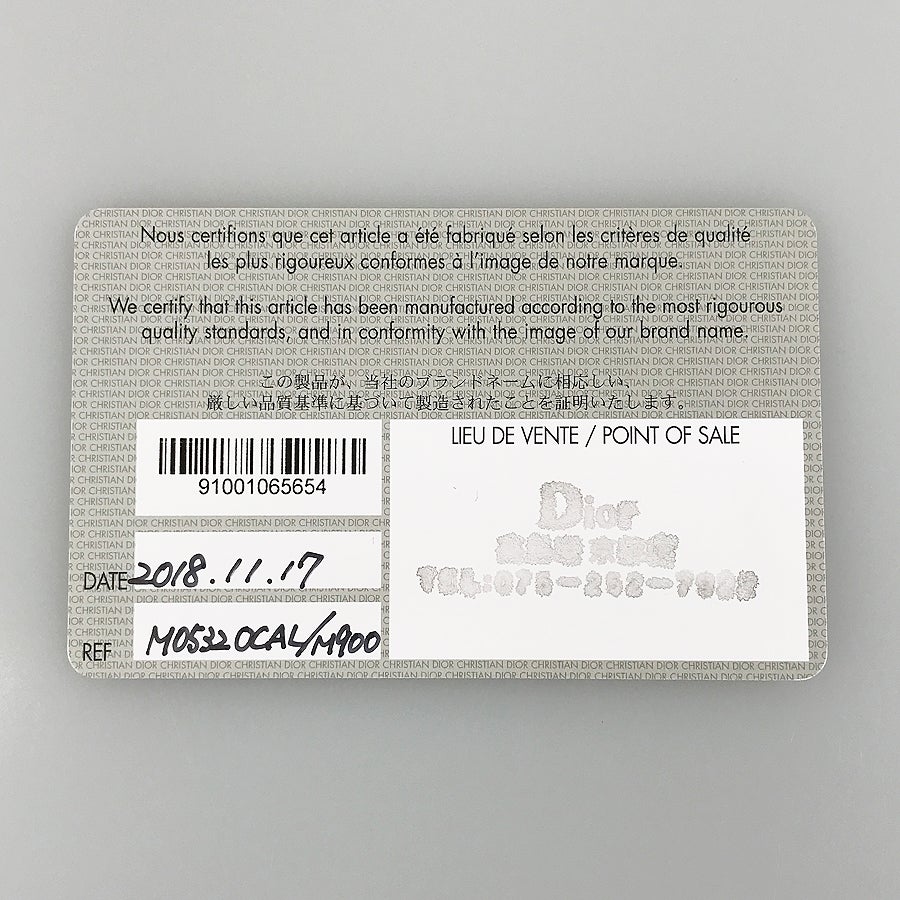 Nous certifions que cet article a été fabriqué selon les critères de qualité
les plus rigoureux conformes à l'image de notre marque.
We certify that this article has been manufactured according to the most rigourous
quality standards, and in conformity with the image of our brand name.
この製品が、当社のブランドネームに相応しい、
厳しい品質基準に基づいて製造されたことを証明いたします。
91001065654
DATE 2018.11.17
REF M0532OCAL/M900
LIEU DE VENTE / POINT OF SALE
Dior